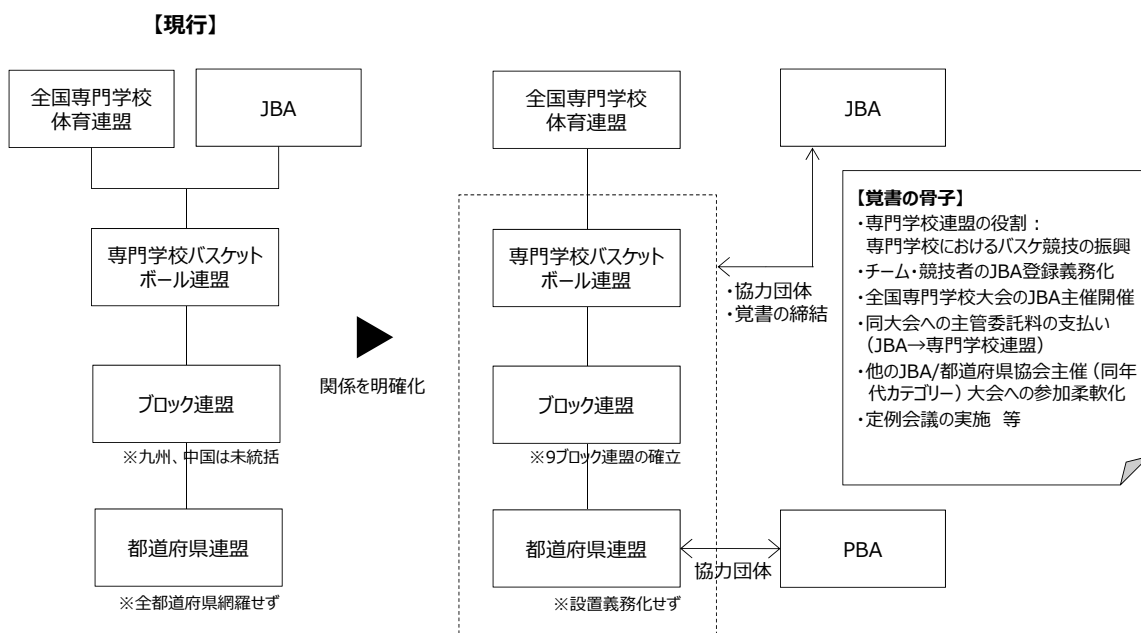 【現行】
全国専門学校
体育連盟
JBA
専門学校バスケット
ボール連盟
ブロック連盟
※九州、中国は未統括
都道府県連盟
※全都道府県網羅せず
関係を明確化
全国専門学校
体育連盟
JBA
専門学校バスケット
ボール連盟
・協力団体
・覚書の締結
ブロック連盟
※9ブロック連盟の確立
都道府県連盟
※設置義務化せず
協力団体
PBA
【覚書の骨子】
・専門学校連盟の役割：
専門学校におけるバスケ競技の振興
・チーム・競技者のJBA登録義務化
・全国専門学校大会のJBA主催開催
・同大会への主管委託料の支払い
（JBA→専門学校連盟）
・他のJBA/都道府県協会主催（同年
代カテゴリー）大会への参加柔軟化
・定例会議の実施　等